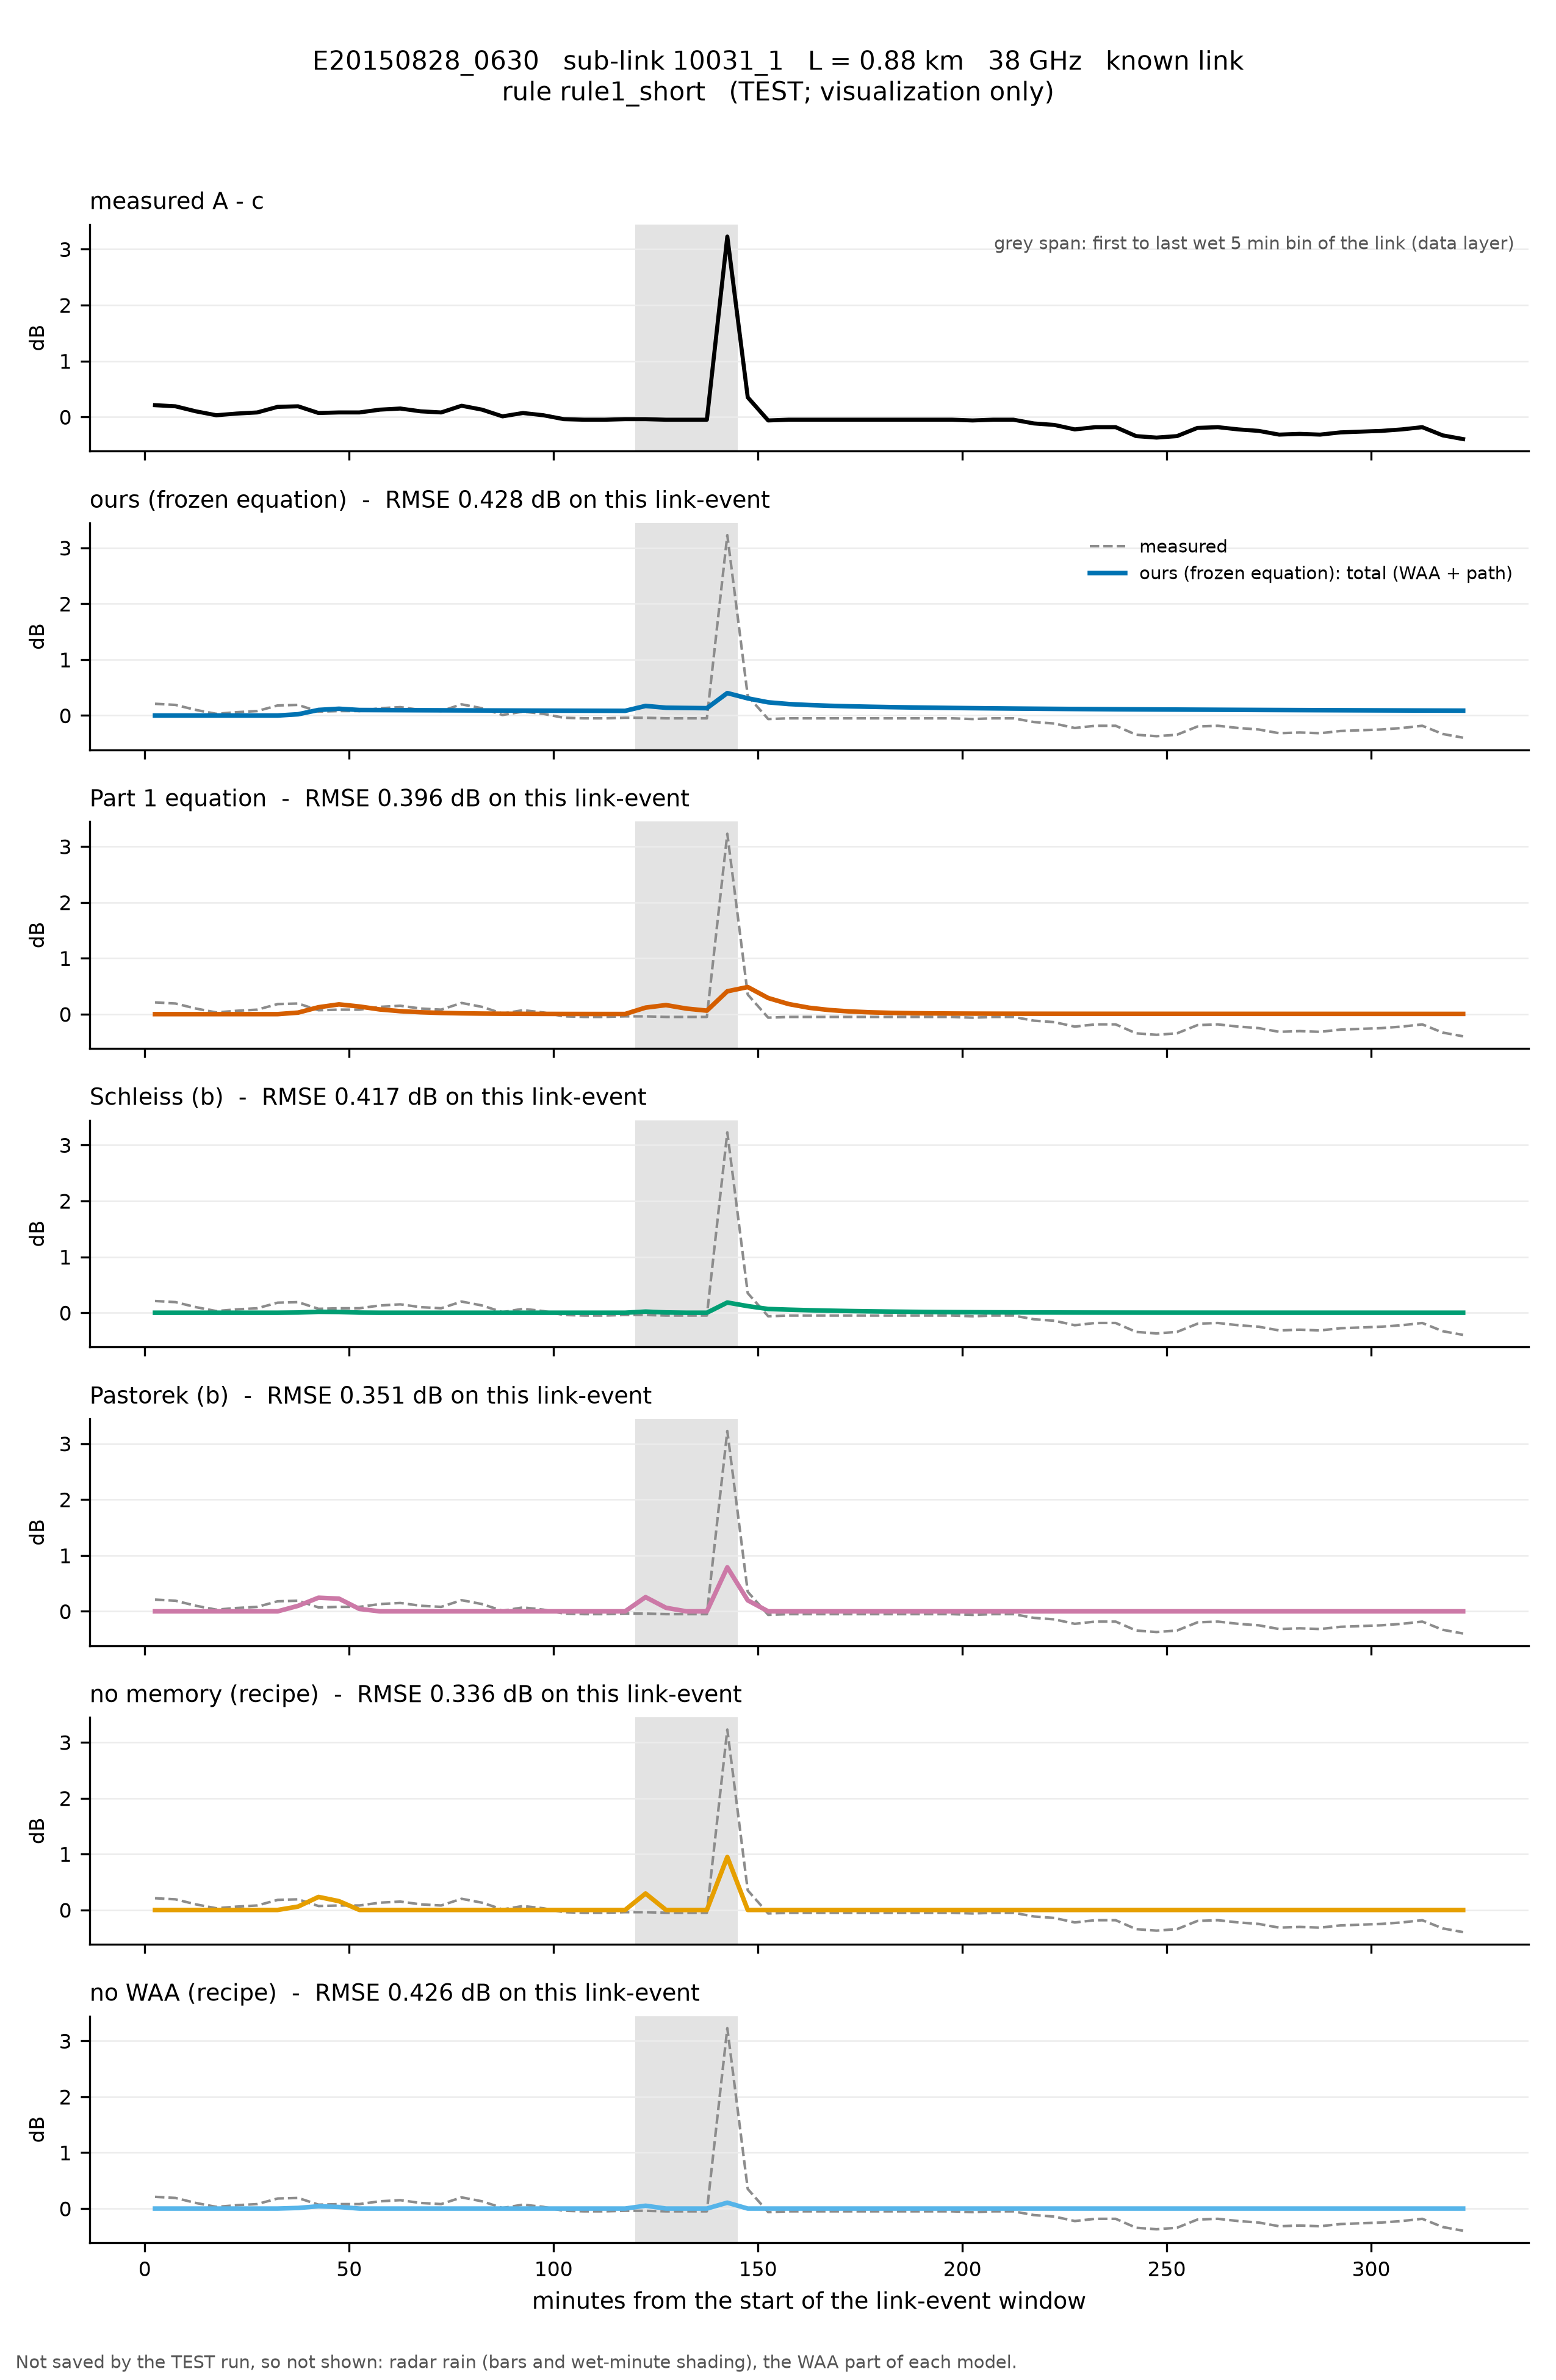 E20150828_0630   sub-link 10031_1   L = 0.88 km   38 GHz   known link
rule rule1_short   (TEST; visualization only)
measured A - c
grey span: first to last wet 5 min bin of the link (data layer)
3
2
1
0
dB
ours (frozen equation)  -  RMSE 0.428 dB on this link-event
measured
ours (frozen equation): total (WAA + path)
3
2
1
0
dB
Part 1 equation  -  RMSE 0.396 dB on this link-event
3
2
1
0
dB
Schleiss (b)  -  RMSE 0.417 dB on this link-event
3
2
1
0
dB
Pastorek (b)  -  RMSE 0.351 dB on this link-event
3
2
1
0
dB
no memory (recipe)  -  RMSE 0.336 dB on this link-event
3
2
1
0
dB
no WAA (recipe)  -  RMSE 0.426 dB on this link-event
3
2
1
0
dB
0 50 100 150 200 250 300
minutes from the start of the link-event window
Not saved by the TEST run, so not shown: radar rain (bars and wet-minute shading), the WAA part of each model.